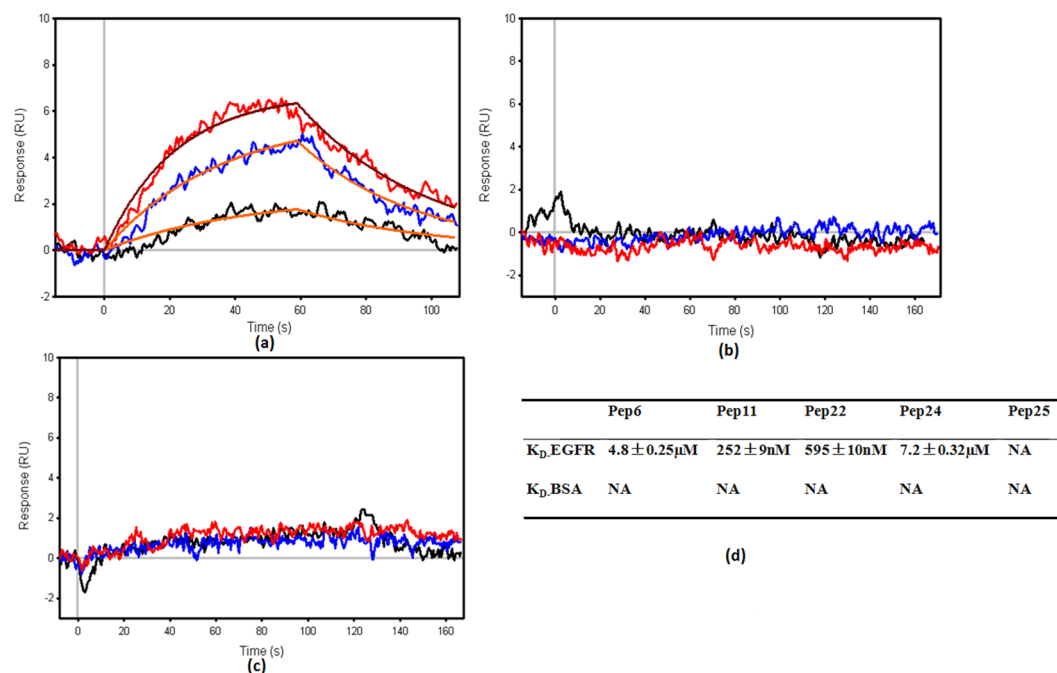 10
8
6
4
2
0
-2
Response (RU)
0 20 40 60 80 100
Time (s)
(a)
10
8
6
4
2
0
-2
Response (RU)
0 20 40 60 80 100 120 140 160
Time (s)
(b)
10
8
6
4
2
0
-2
Response (RU)
0 20 40 60 80 100 120 140 160
Time (s)
(c)
Pep6 Pep11 Pep22 Pep24 Pep25
KD-EGFR 4.8±0.25μM 252±9nM 595±10nM 7.2±0.32μM NA
KD-BSA NA NA NA NA NA
(d)